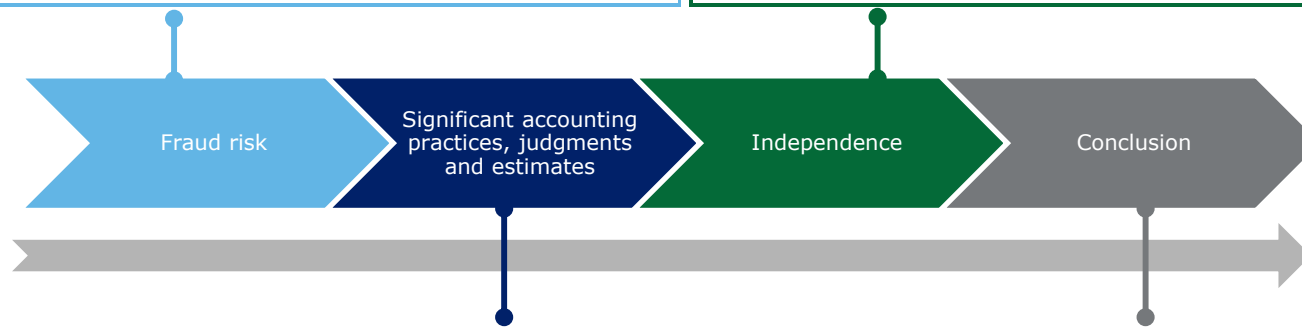 Fraud risk
Significant accounting
practices, judgments
and estimates
Independence
Conclusion